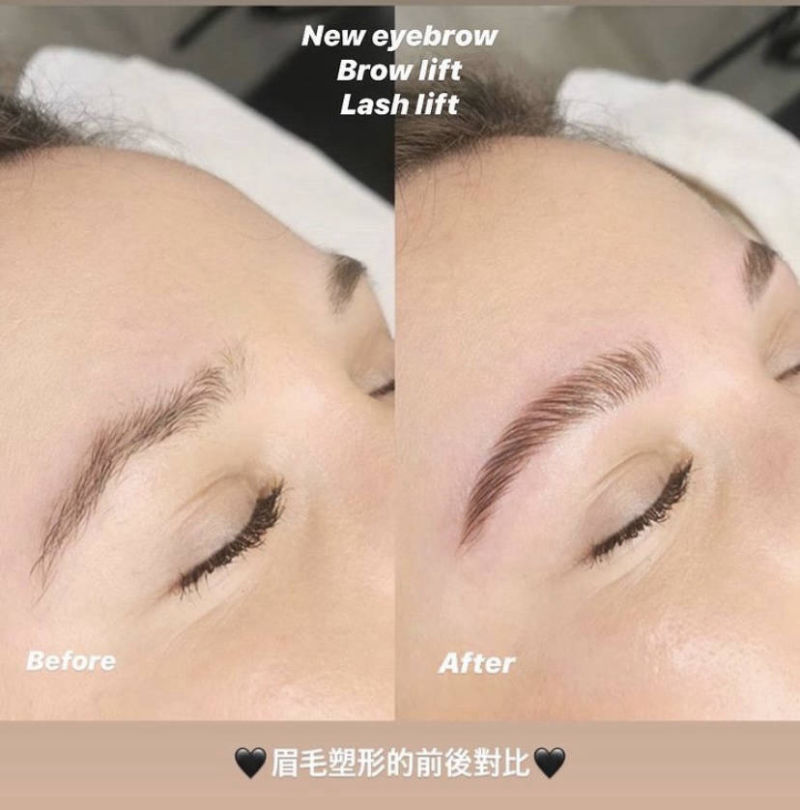 New eyebrow
Brow lift
Lash lift
Before
After
🖤眉毛塑形的前後對比🖤